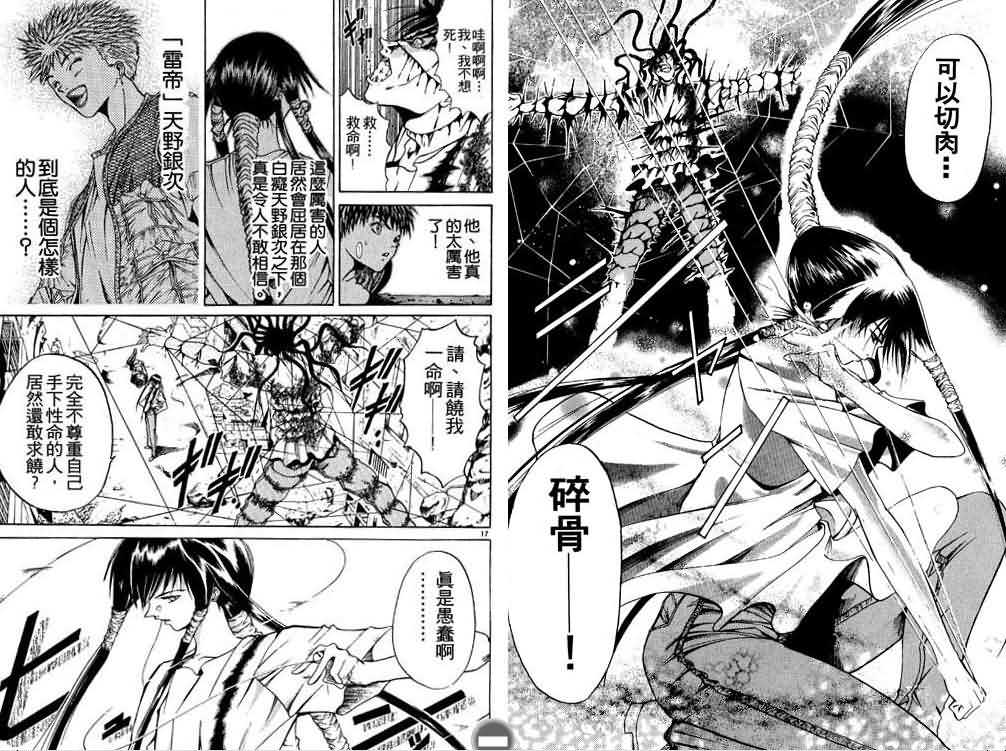 可以切肉…
碎骨——！
哇啊啊啊…
我、我不想
死！
救……
救命啊！
他、他真
的太厲害
了！
這麼厲害的人
居然會屈居在那個
白癡天野銀次之下，
真是令人不敢相信。
「雷帝」天野銀次、
到底是個怎樣
的人……？
請、請饒我
一命啊——
完全不尊重自己
手下性命的人，
居然還敢求饒？
17
眞是愚蠢啊
…………